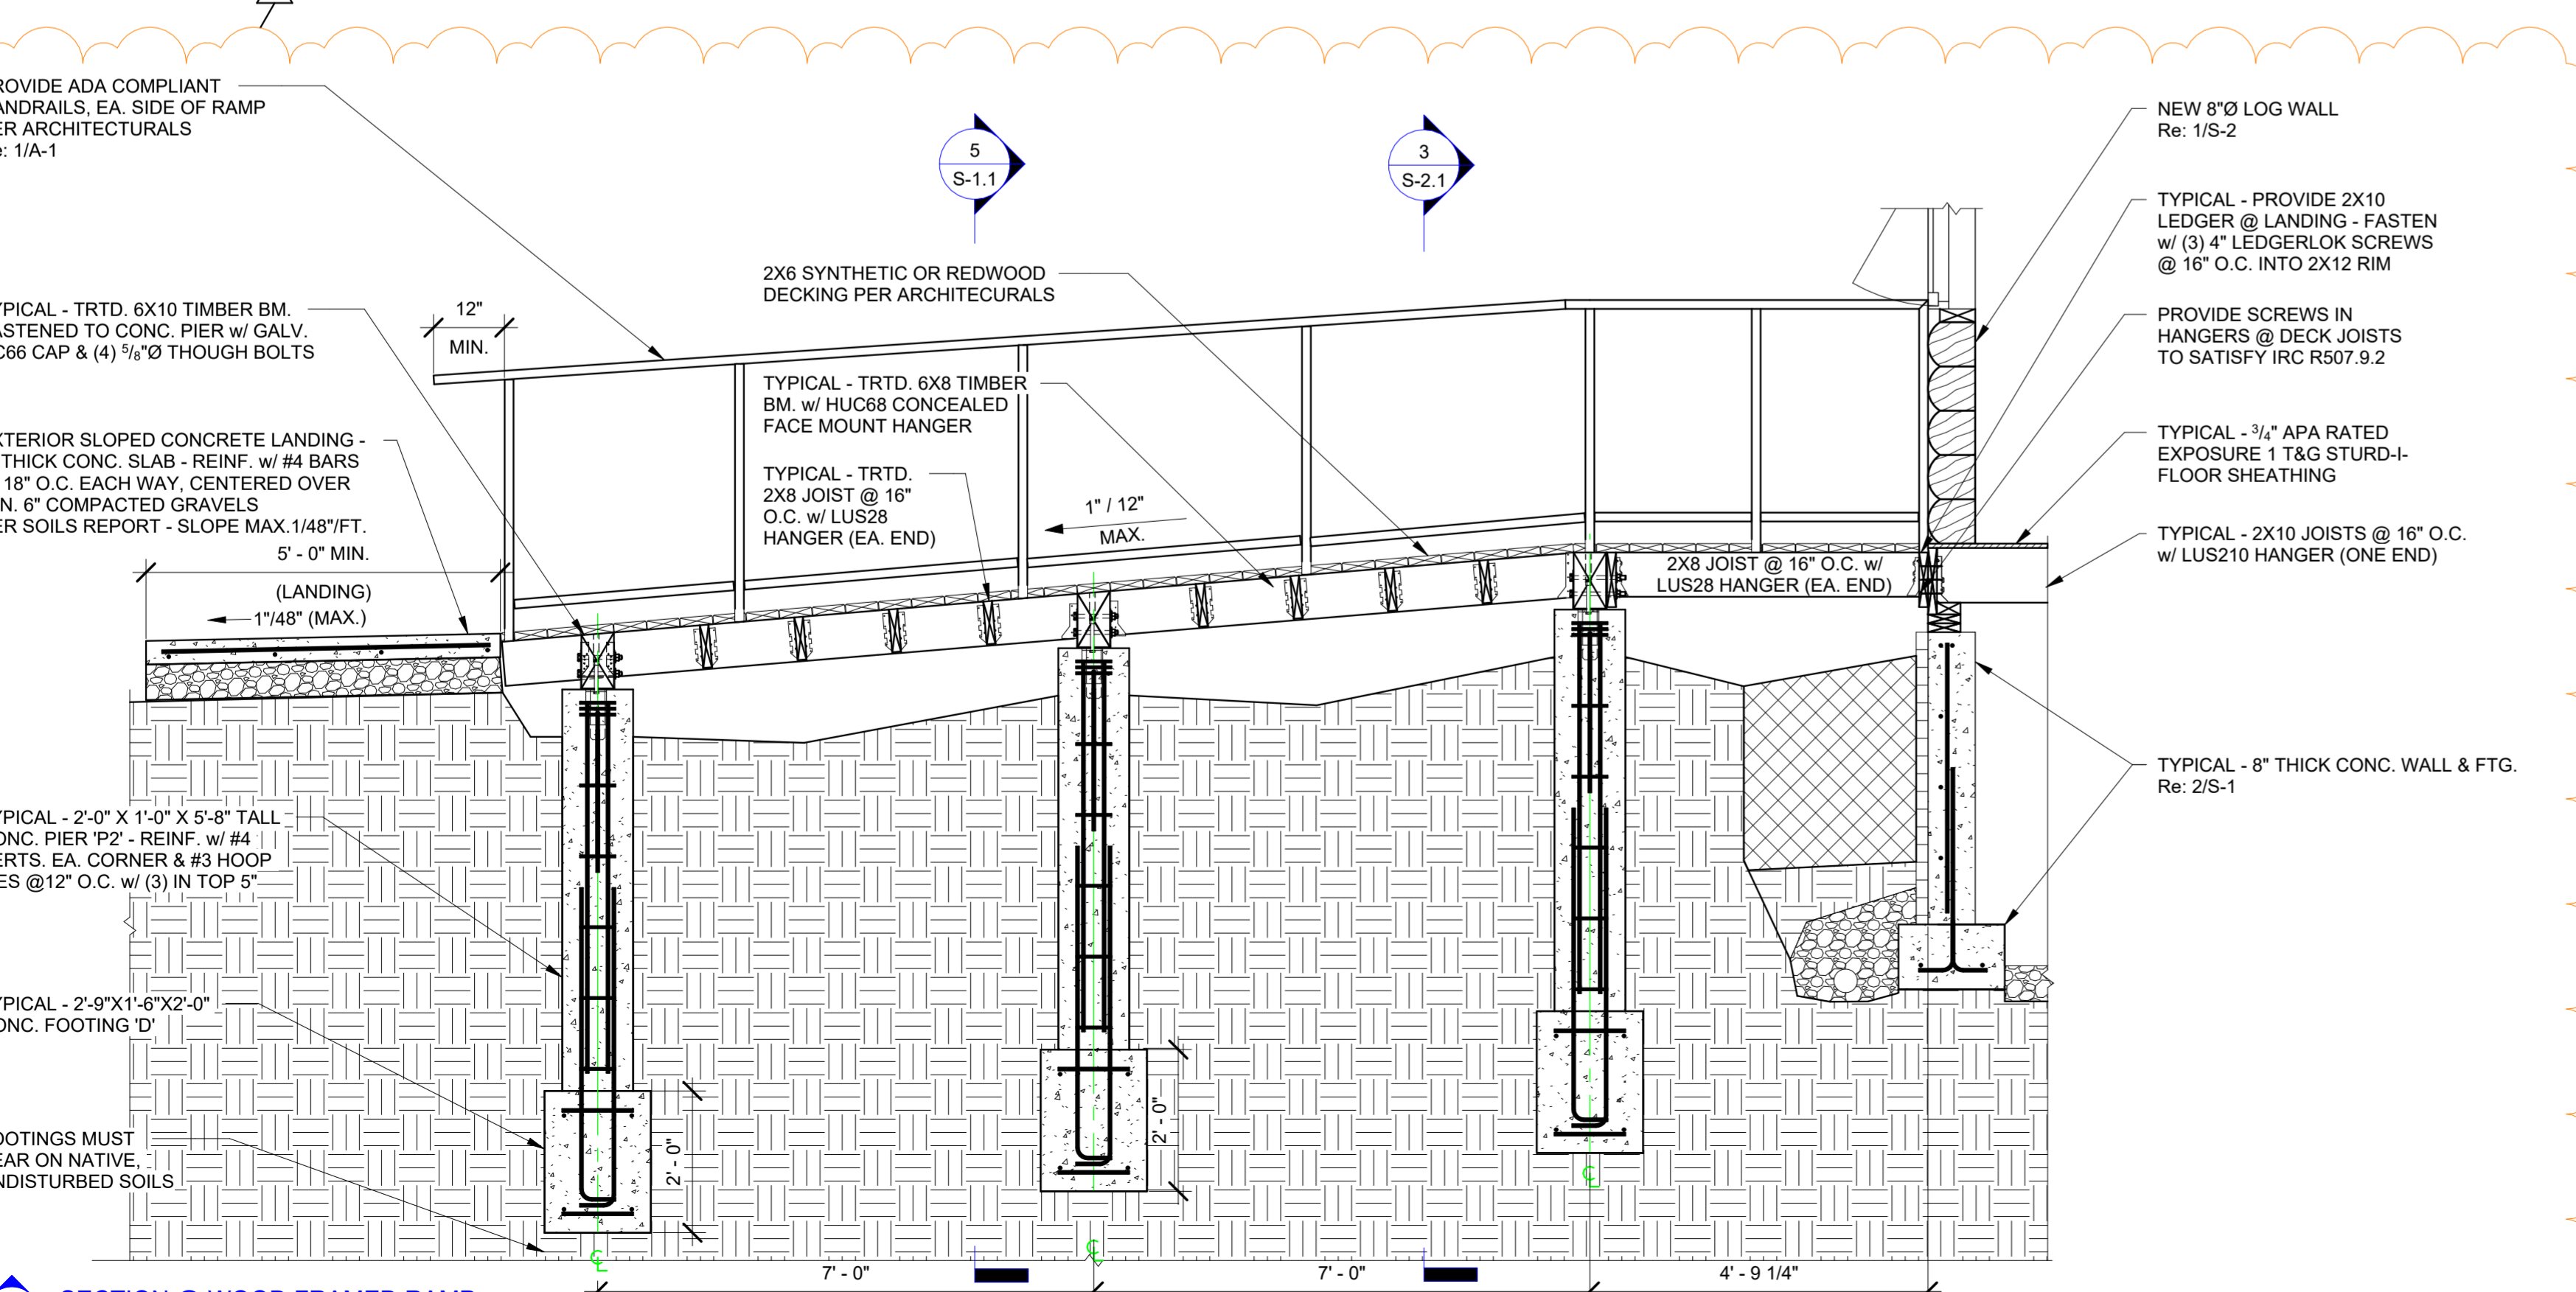 ROVIDE ADA COMPLIANT
ANDRAILS, EA. SIDE OF RAMP
ER ARCHITECTURALS
e: 1/A-1
YPICAL - TRTD. 6X10 TIMBER BM.
ASTENED TO CONC. PIER w/ GALV.
C66 CAP & (4) 5/8"Ø THOUGH BOLTS
12"
MIN.
XTERIOR SLOPED CONCRETE LANDING -
THICK CONC. SLAB - REINF. w/ #4 BARS
18" O.C. EACH WAY, CENTERED OVER
N. 6" COMPACTED GRAVELS
ER SOILS REPORT - SLOPE MAX.1/48"/FT.
5' - 0" MIN.
(LANDING)
1"/48" (MAX.)
YPICAL - 2'-0" X 1'-0" X 5'-8" TALL
ONC. PIER 'P2' - REINF. w/ #4
ERTS. EA. CORNER & #3 HOOP
ES @12" O.C. w/ (3) IN TOP 5"
YPICAL - 2'-9"X1'-6"X2'-0"
ONC. FOOTING 'D'
OOTINGS MUST
EAR ON NATIVE,
NDISTURBED SOILS
5
S-1.1
3
S-2.1
2X6 SYNTHETIC OR REDWOOD
DECKING PER ARCHITECURALS
TYPICAL - TRTD. 6X8 TIMBER
BM. w/ HUC68 CONCEALED
FACE MOUNT HANGER
TYPICAL - TRTD.
2X8 JOIST @ 16"
O.C. w/ LUS28
HANGER (EA. END)
1" / 12"
MAX.
2X8 JOIST @ 16" O.C. w/
LUS28 HANGER (EA. END)
NEW 8"Ø LOG WALL
Re: 1/S-2
TYPICAL - PROVIDE 2X10
LEDGER @ LANDING - FASTEN
w/ (3) 4" LEDGERLOK SCREWS
@ 16" O.C. INTO 2X12 RIM
PROVIDE SCREWS IN
HANGERS @ DECK JOISTS
TO SATISFY IRC R507.9.2
TYPICAL - 3/4" APA RATED
EXPOSURE 1 T&G STURD-I-
FLOOR SHEATHING
TYPICAL - 2X10 JOISTS @ 16" O.C.
w/ LUS210 HANGER (ONE END)
TYPICAL - 8" THICK CONC. WALL & FTG.
Re: 2/S-1
2' - 0"
2' - 0"
7' - 0"
7' - 0"
4' - 9 1/4"
SECTION @ WOOD FRAMED RAMP